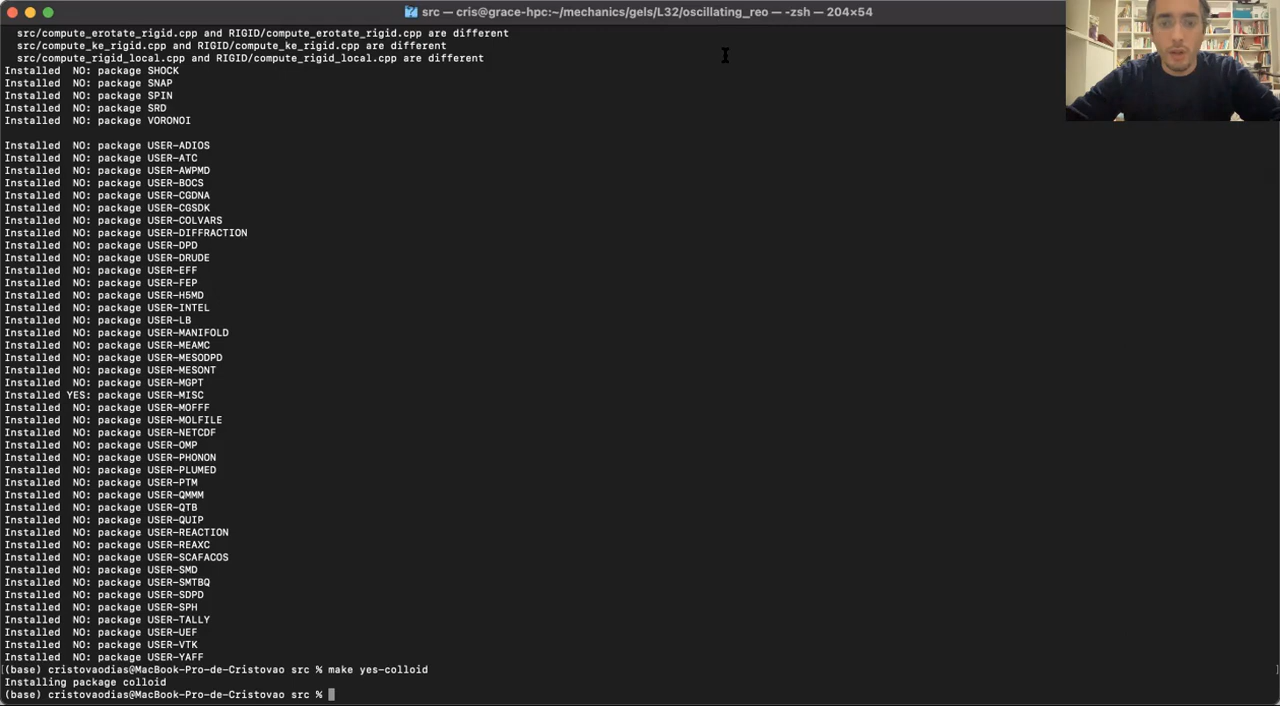 src — cris@grace-hpc:~/mechanics/gels/L32/oscillating_reo — -zsh — 204×54
src/compute_erotate_rigid.cpp and RIGID/compute_erotate_rigid.cpp are different
src/compute_ke_rigid.cpp and RIGID/compute_ke_rigid.cpp are different
src/compute_rigid_local.cpp and RIGID/compute_rigid_local.cpp are different
Installed  NO: package SHOCK
Installed  NO: package SNAP
Installed  NO: package SPIN
Installed  NO: package SRD
Installed  NO: package VORONOI
Installed  NO: package USER-ADIOS
Installed  NO: package USER-ATC
Installed  NO: package USER-AWPMD
Installed  NO: package USER-BOCS
Installed  NO: package USER-CGDNA
Installed  NO: package USER-CGSDK
Installed  NO: package USER-COLVARS
Installed  NO: package USER-DIFFRACTION
Installed  NO: package USER-DPD
Installed  NO: package USER-DRUDE
Installed  NO: package USER-EFF
Installed  NO: package USER-FEP
Installed  NO: package USER-H5MD
Installed  NO: package USER-INTEL
Installed  NO: package USER-LB
Installed  NO: package USER-MANIFOLD
Installed  NO: package USER-MEAMC
Installed  NO: package USER-MESODPD
Installed  NO: package USER-MESONT
Installed  NO: package USER-MGPT
Installed YES: package USER-MISC
Installed  NO: package USER-MOFFF
Installed  NO: package USER-MOLFILE
Installed  NO: package USER-NETCDF
Installed  NO: package USER-OMP
Installed  NO: package USER-PHONON
Installed  NO: package USER-PLUMED
Installed  NO: package USER-PTM
Installed  NO: package USER-QMMM
Installed  NO: package USER-QTB
Installed  NO: package USER-QUIP
Installed  NO: package USER-REACTION
Installed  NO: package USER-REAXC
Installed  NO: package USER-SCAFACOS
Installed  NO: package USER-SMD
Installed  NO: package USER-SMTBQ
Installed  NO: package USER-SDPD
Installed  NO: package USER-SPH
Installed  NO: package USER-TALLY
Installed  NO: package USER-UEF
Installed  NO: package USER-VTK
Installed  NO: package USER-YAFF
(base) cristovaodias@MacBook-Pro-de-Cristovao src % make yes-colloid
Installing package colloid
(base) cristovaodias@MacBook-Pro-de-Cristovao src %